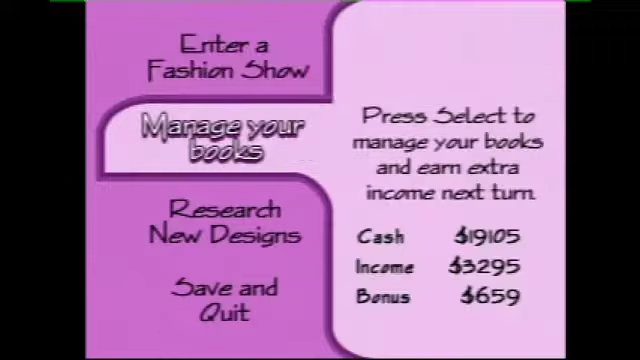 Enter a
Fashion Show
Manage your
books
Research
New Designs
Save and
Quit
Press Select to
manage your books
and earn extra
income next turn.
Cash $19105
Income $3295
Bonus $659